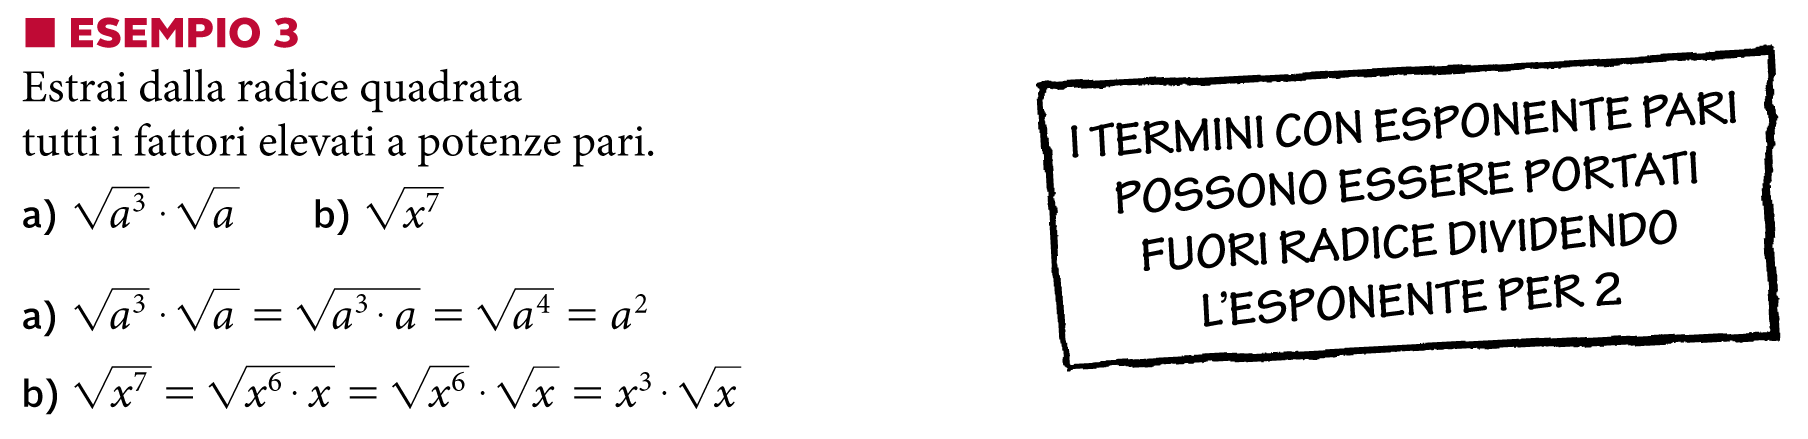 ESEMPIO 3
Estrai dalla radice quadrata
tutti i fattori elevati a potenze pari.
a) √a³ · √a b) √x⁷
a) √a³ · √a = √a³ · a = √a⁴ = a²
b) √x⁷ = √x⁶ · x = √x⁶ · √x = x³ · √x
I TERMINI CON ESPONENTE PARI
POSSONO ESSERE PORTATI
FUORI RADICE DIVIDENDO
L'ESPONENTE PER 2